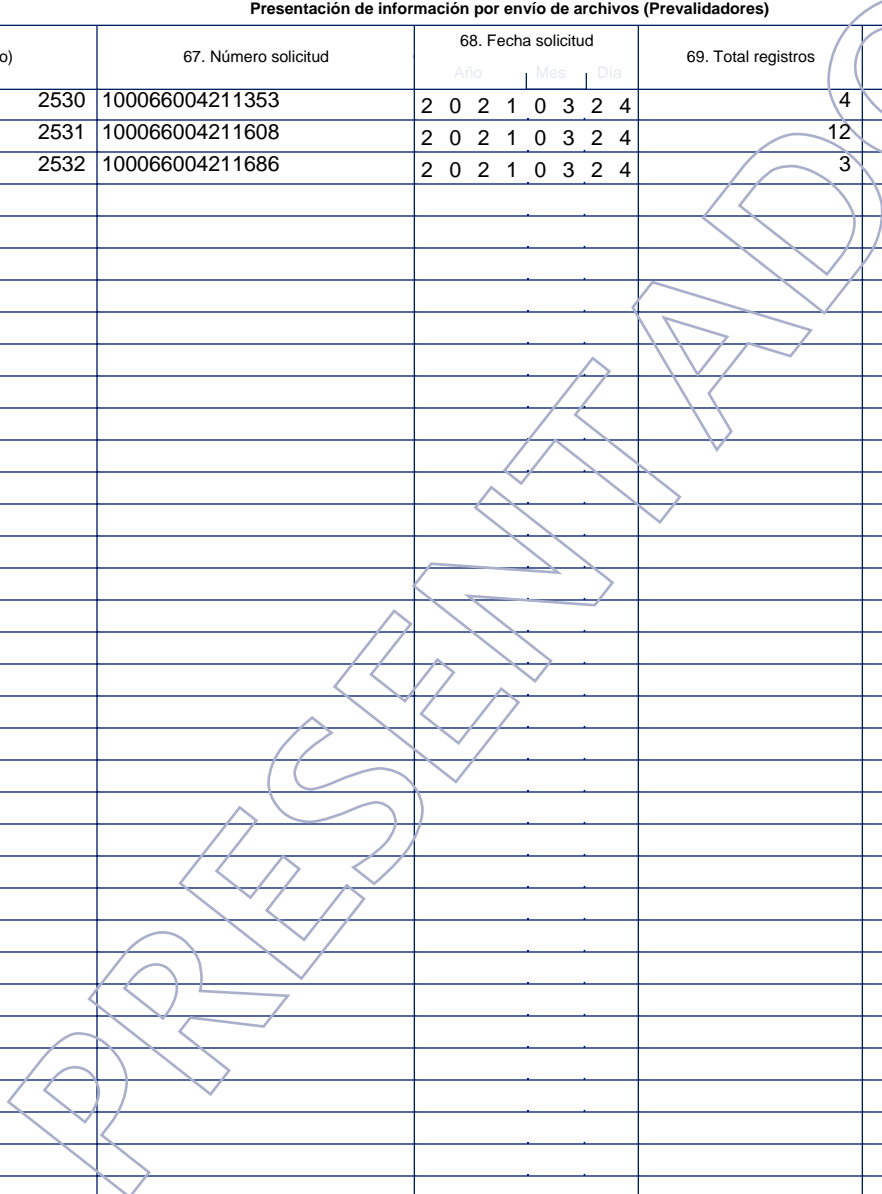 Presentación de información por envío de archivos (Prevalidadores)
o) 67. Número solicitud 68. Fecha solicitud 69. Total registros
Año Mes Día
2530 100066004211353 2 0 2 1 0 3 2 4 4
2531 100066004211608 2 0 2 1 0 3 2 4 12
2532 100066004211686 2 0 2 1 0 3 2 4 3
PRESENTADO